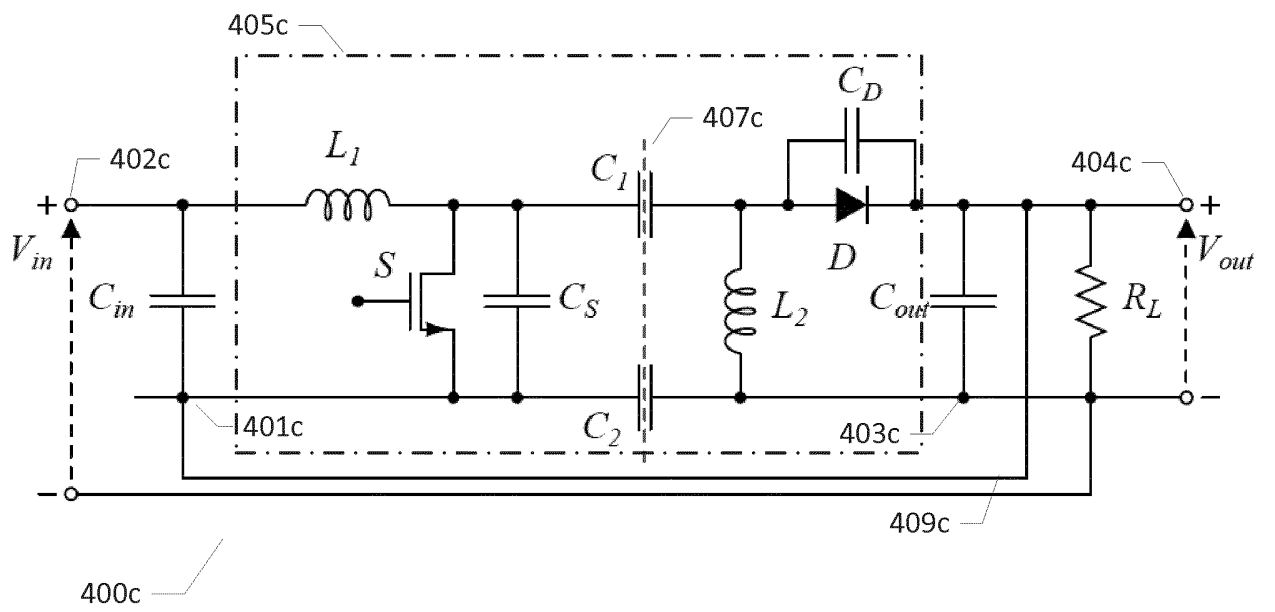 405c
C_D
407c
402c
L_1
C_1
404c
+
+
V_in
S
D
V_out
C_in
C_S
L_2
C_out
R_L
401c
C_2
403c
−
−
409c
400c